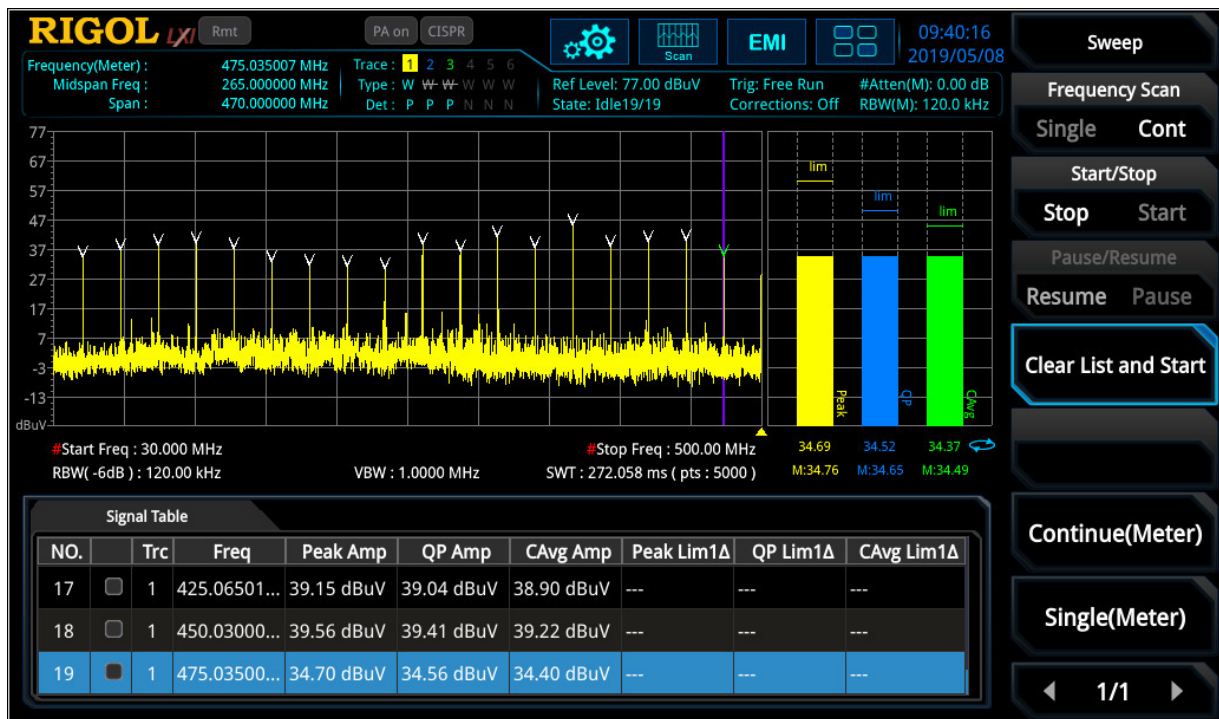 RIGOL LXI Rmt PA on CISPR Scan EMI 09:40:16
2019/05/08
Frequency(Meter) : 475.035007 MHz Trace : 1 2 3 4 5 6
Midspan Freq : 265.000000 MHz Type : W W W W W W Ref Level: 77.00 dBuV Trig: Free Run #Atten(M): 0.00 dB
Span : 470.000000 MHz Det : P P P N N N State: Idle19/19 Corrections: Off RBW(M): 120.0 kHz
77
67
57
47
37
27
17
7
-3
-13
dBuV
lim
lim
lim
Peak
QP
CAvg
#Start Freq : 30.000 MHz #Stop Freq : 500.00 MHz 34.69 34.52 34.37
RBW( -6dB ) : 120.00 kHz VBW : 1.0000 MHz SWT : 272.058 ms ( pts : 5000 ) M:34.76 M:34.65 M:34.49
Signal Table
NO. Trc Freq Peak Amp QP Amp CAvg Amp Peak Lim1Δ QP Lim1Δ CAvg Lim1Δ
17 1 425.06501... 39.15 dBuV 39.04 dBuV 38.90 dBuV --- --- ---
18 1 450.03000... 39.56 dBuV 39.41 dBuV 39.22 dBuV --- --- ---
19 1 475.03500... 34.70 dBuV 34.56 dBuV 34.40 dBuV --- --- ---
Sweep
Frequency Scan
Single Cont
Start/Stop
Stop Start
Pause/Resume
Resume Pause
Clear List and Start
Continue(Meter)
Single(Meter)
1/1